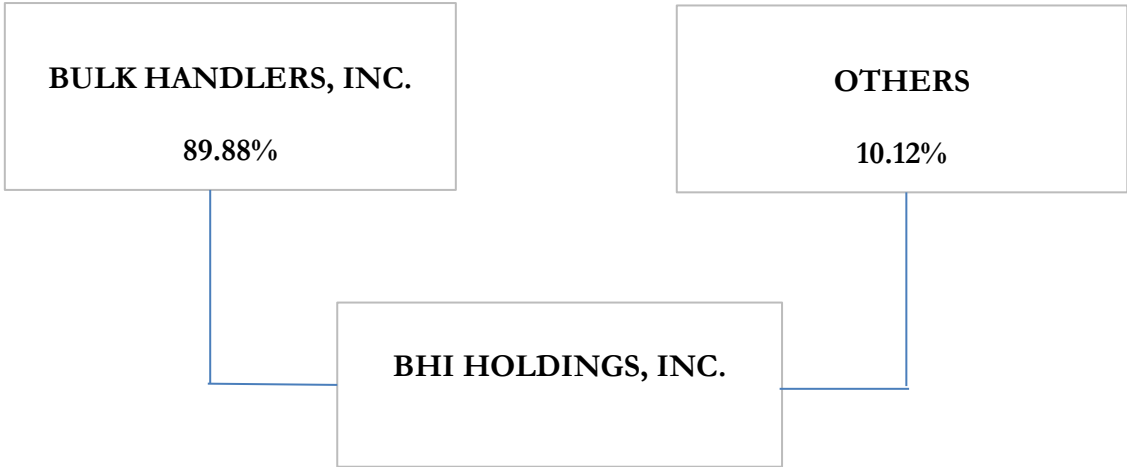 BULK HANDLERS, INC.
89.88%
OTHERS
10.12%
BHI HOLDINGS, INC.